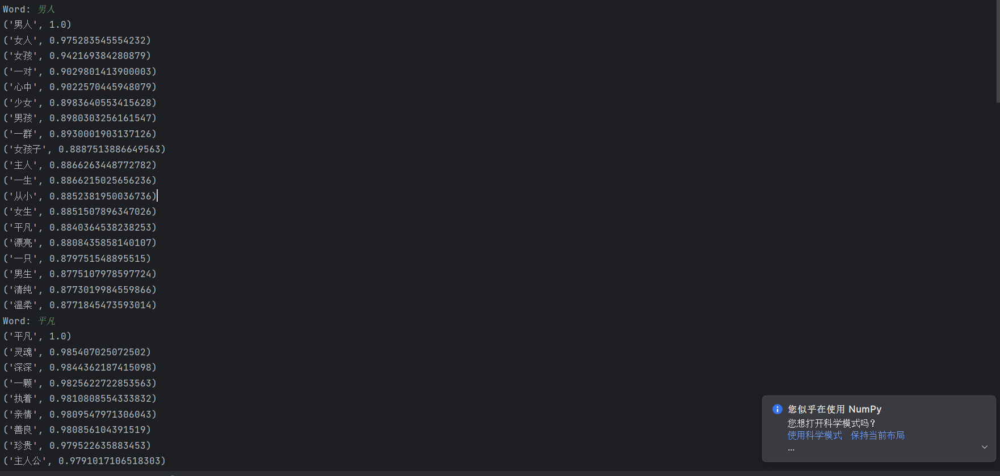 Word: 男人
('男人', 1.0)
('女人', 0.975283545554232)
('女孩', 0.942169384280879)
('一对', 0.9029801413900003)
('心中', 0.9022570445948079)
('少女', 0.8983640553415628)
('男孩', 0.8980303256161547)
('一群', 0.8930001903137126)
('女孩子', 0.8887513886649563)
('主人', 0.8866263448772782)
('一生', 0.8866215025656236)
('从小', 0.8852381950036736)
('女生', 0.8851507896347026)
('平凡', 0.8840364538238253)
('漂亮', 0.8808435858140107)
('一只', 0.879751548895515)
('男生', 0.8775107978597724)
('清纯', 0.8773019984559866)
('温柔', 0.8771845473593014)
Word: 平凡
('平凡', 1.0)
('灵魂', 0.985407025072502)
('深深', 0.9844362187415098)
('一颗', 0.9825622722853563)
('执着', 0.9810808554333832)
('亲情', 0.9809547971306043)
('善良', 0.980856104391519)
('珍贵', 0.979522635883453)
('主人公', 0.9791017106518303)
您似乎在使用 NumPy
您想打开科学模式吗?
使用科学模式 保持当前布局
...